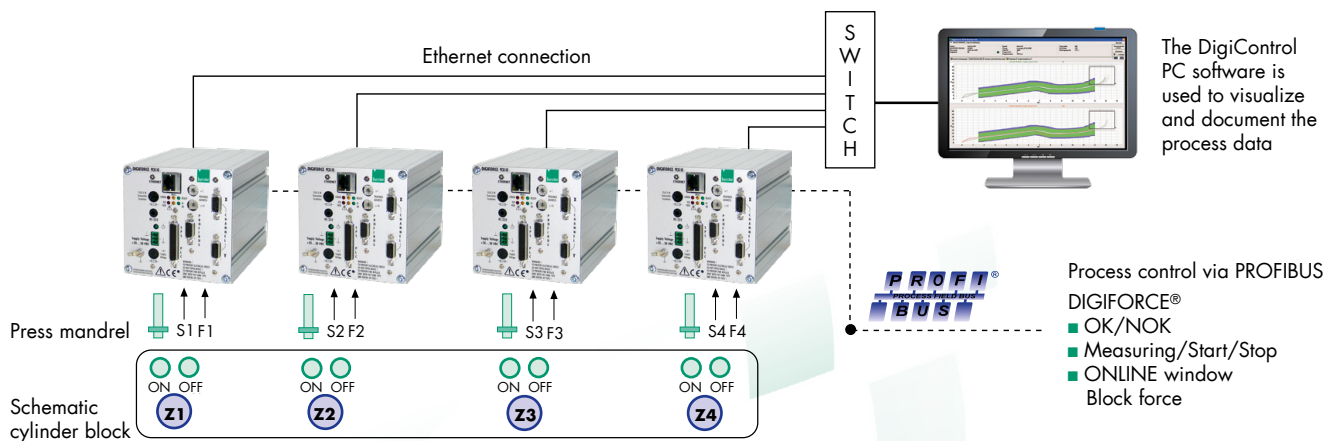 Ethernet connection
SWITCH
The DigiControl
PC software is
used to visualize
and document the
process data
Press mandrel
S1 F1
S2 F2
S3 F3
S4 F4
ON OFF
ON OFF
ON OFF
ON OFF
Z1
Z2
Z3
Z4
Schematic
cylinder block
PROFI®
PROCESS FIELD BUS
BUS
Process control via PROFIBUS
DIGIFORCE®
■ OK/NOK
■ Measuring/Start/Stop
■ ONLINE window
Block force